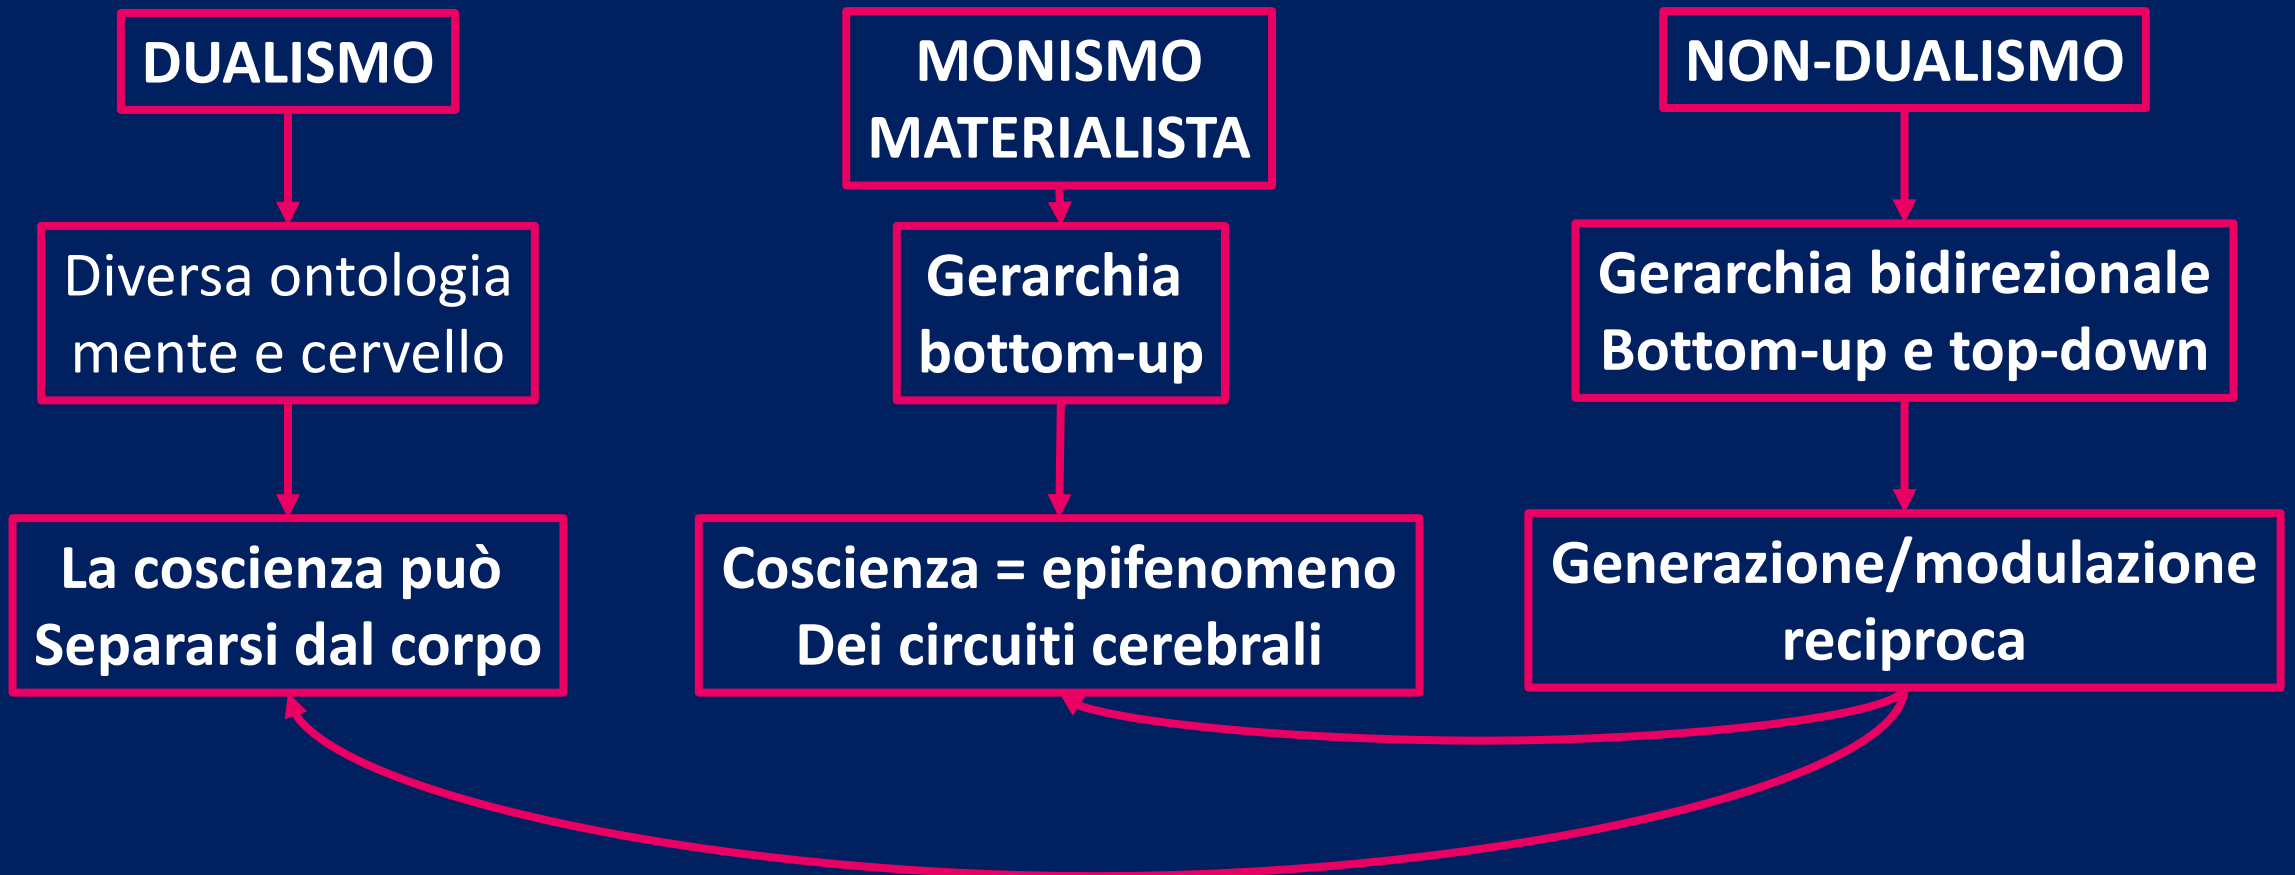 DUALISMO
MONISMO
MATERIALISTA
NON-DUALISMO
Diversa ontologia
mente e cervello
Gerarchia
bottom-up
Gerarchia bidirezionale
Bottom-up e top-down
La coscienza può
Separarsi dal corpo
Coscienza = epifenomeno
Dei circuiti cerebrali
Generazione/modulazione
reciproca